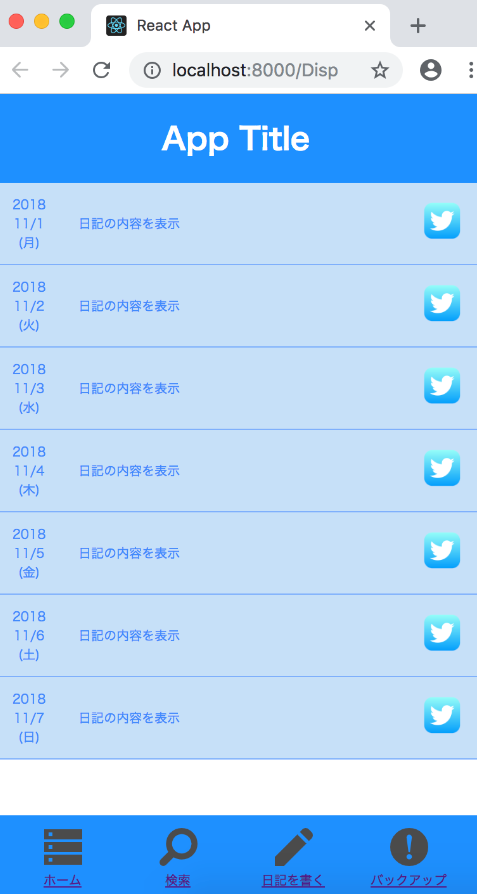 React App
localhost:8000/Disp
App Title
2018
11/1
(月)
日記の内容を表示
2018
11/2
(火)
日記の内容を表示
2018
11/3
(水)
日記の内容を表示
2018
11/4
(木)
日記の内容を表示
2018
11/5
(金)
日記の内容を表示
2018
11/6
(土)
日記の内容を表示
2018
11/7
(日)
日記の内容を表示
ホーム
検索
日記を書く
バックアップ